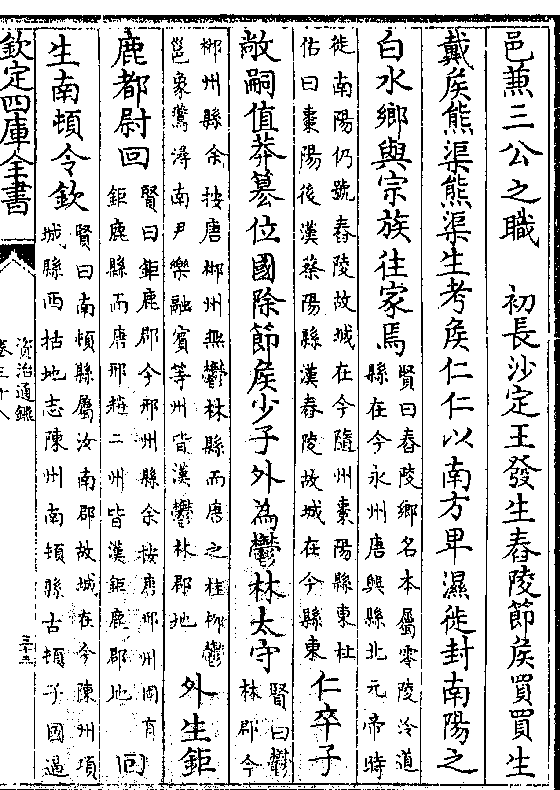 邑兼三公之職　初長沙定王發生舂陵節侯買買生
戴侯熊渠熊渠生考侯仁仁以南方卑濕徙封南陽之
白水鄉與宗族往家焉
賢曰舂陵鄉名本屬零陵泠道
縣在今永州唐興縣北元帝時
徙南陽仍號舂陵故城在今隨州棗陽縣東杜
佑曰棗陽後漢蔡陽縣漢舂陵故城在今縣東
仁卒子
敞嗣值莽篡位國除節侯少子外為鬱林太守
賢曰鬱
林郡今
郴州縣余按唐郴州無鬱林縣而唐之桂柳鬱
邕象鶯潯南尹欒融賓等州皆漢鬱林郡地
外生鉅
鹿都尉回
賢曰鉅鹿郡今邢州縣余按唐邢州固有
鉅鹿縣而唐邢趙二州皆漢鉅鹿郡地
回
生南頓令欽
賢曰南頓縣屬汝南郡故城在今陳州項
城縣西括地志陳州南頓縣古頓子國逼
欽定四庫全書
資治通鑑
卷三十八
三十五